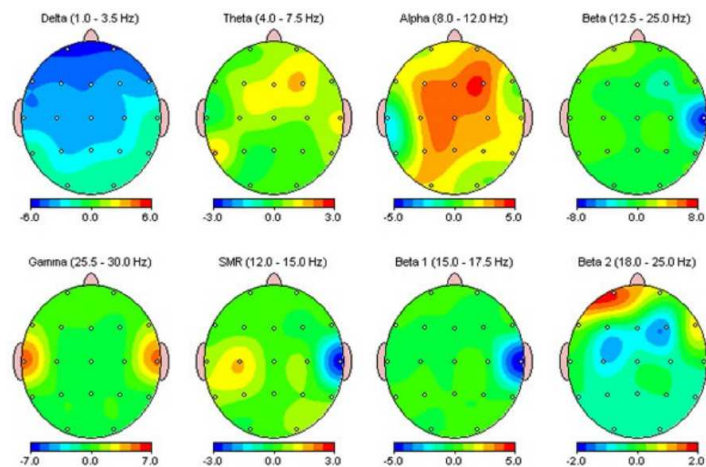 Delta (1.0 - 3.5 Hz)
Theta (4.0 - 7.5 Hz)
Alpha (8.0 - 12.0 Hz)
Beta (12.5 - 25.0 Hz)
-6.0 0.0 6.0
-3.0 0.0 3.0
-5.0 0.0 5.0
-8.0 0.0 8.0
Gamma (25.5 - 30.0 Hz)
SMR (12.0 - 15.0 Hz)
Beta 1 (15.0 - 17.5 Hz)
Beta 2 (18.0 - 25.0 Hz)
-7.0 0.0 7.0
-3.0 0.0 3.0
-3.0 0.0 3.0
-2.0 0.0 2.0